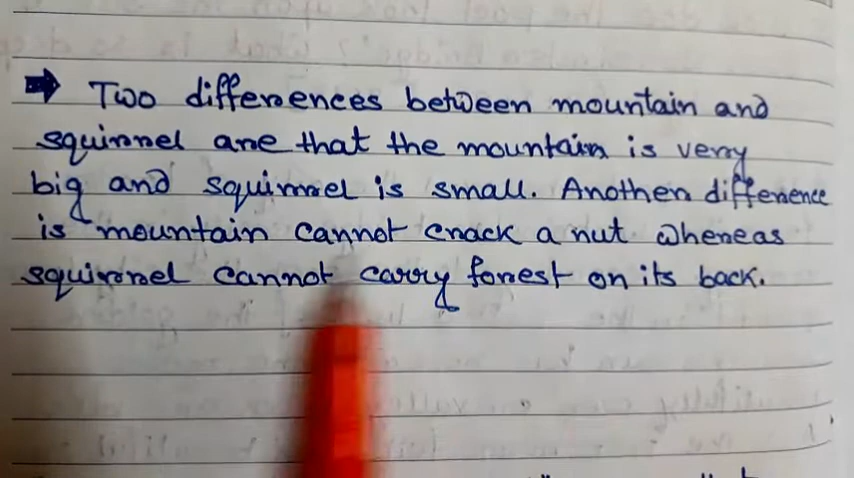 ➡ Two differences between mountain and
squirrel are that the mountain is very
big and squirrel is small. Another difference
is mountain cannot crack a nut whereas
squirrel cannot carry forest on its back.